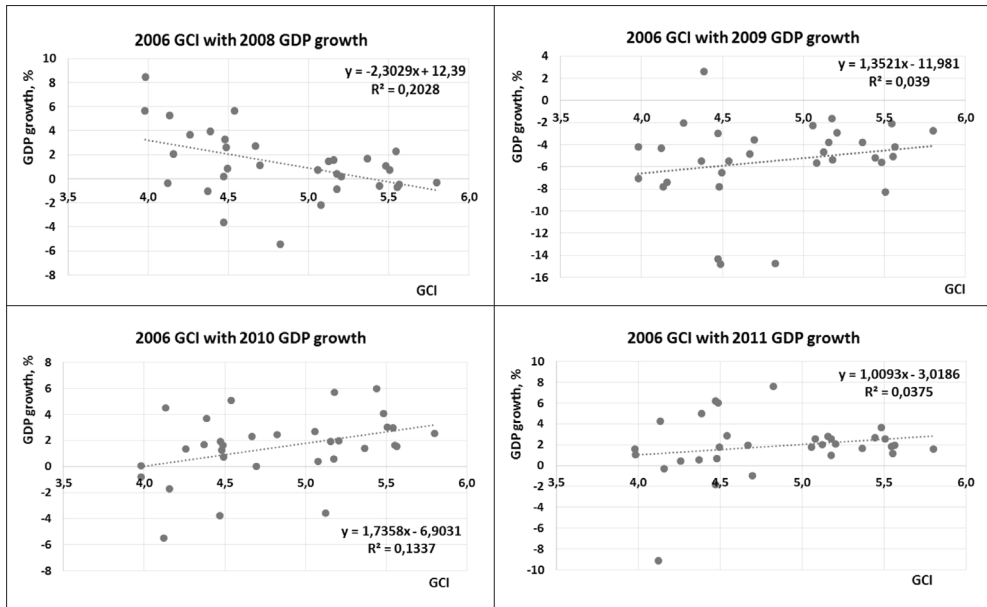 2006 GCI with 2008 GDP growth
GDP growth, %
y = -2,3029x + 12,39
R² = 0,2028
10
8
6
4
2
0
-2
-4
-6
-8
3,5 4,0 4,5 5,0 5,5 6,0
GCI
2006 GCI with 2009 GDP growth
GDP growth, %
y = 1,3521x - 11,981
R² = 0,039
4
2
0
-2
-4
-6
-8
-10
-12
-14
-16
3,5 4,0 4,5 5,0 5,5 6,0
GCI
2006 GCI with 2010 GDP growth
GDP growth, %
8
6
4
2
0
-2
-4
-6
-8
3,5 4,0 4,5 5,0 5,5 6,0
y = 1,7358x - 6,9031
R² = 0,1337
GCI
2006 GCI with 2011 GDP growth
GDP growth, %
y = 1,0093x - 3,0186
R² = 0,0375
10
8
6
4
2
0
-2
-4
-6
-8
-10
3,5 4,0 4,5 5,0 5,5 6,0
GCI